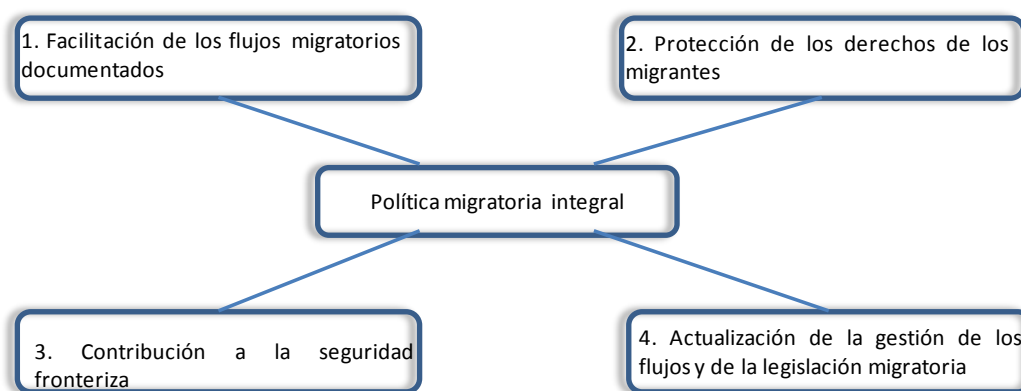 1. Facilitación de los flujos migratorios
documentados
2. Protección de los derechos de los
migrantes
Política migratoria integral
3. Contribución a la seguridad
fronteriza
4. Actualización de la gestión de los
flujos y de la legislación migratoria